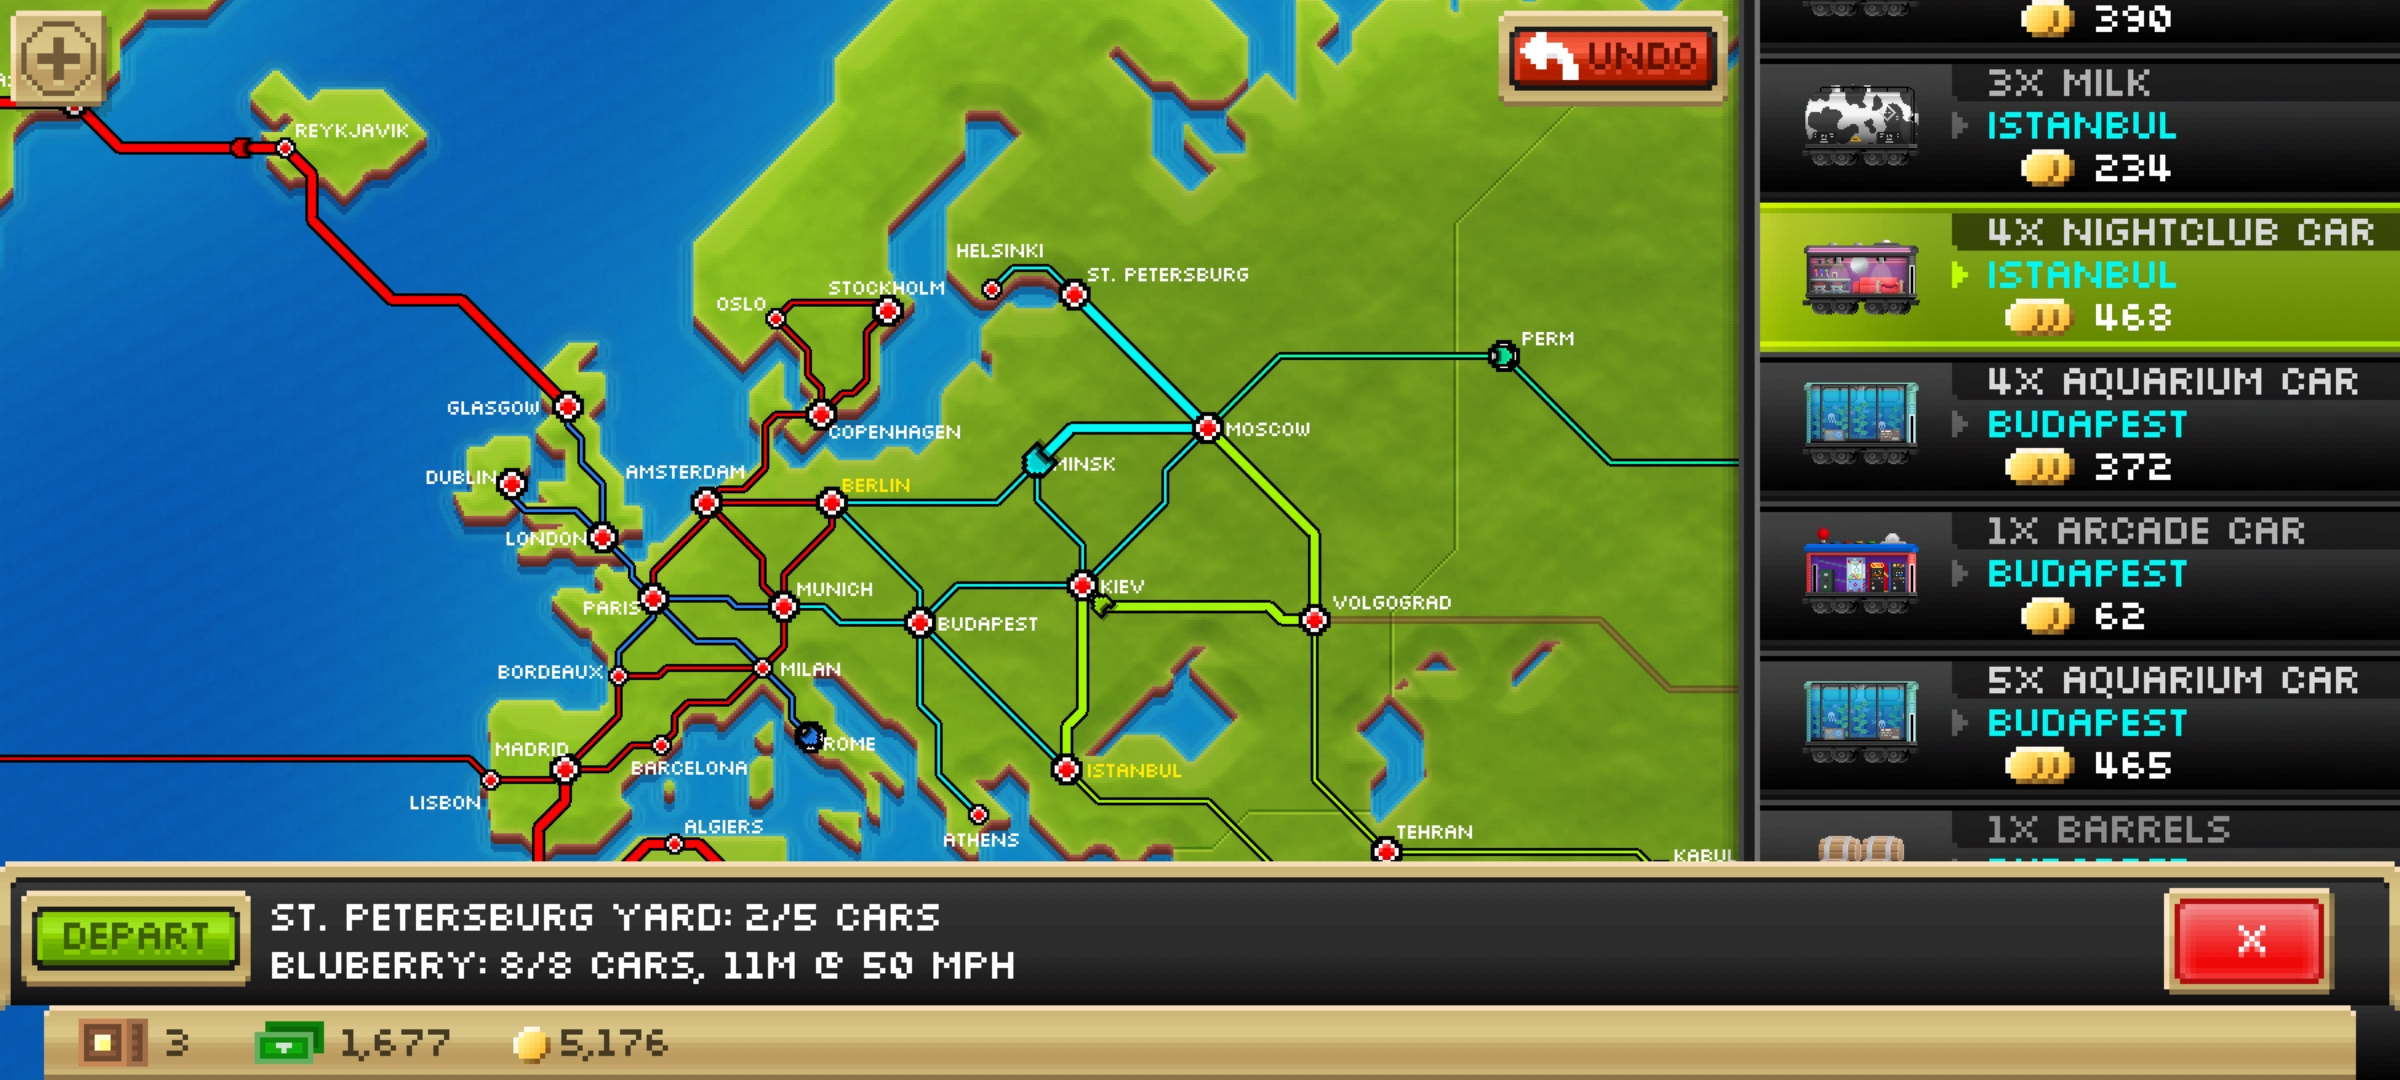 390
UNDO
3X MILK
ISTANBUL
234
4X NIGHTCLUB CAR
ISTANBUL
468
4X AQUARIUM CAR
BUDAPEST
372
1X ARCADE CAR
BUDAPEST
62
5X AQUARIUM CAR
BUDAPEST
465
1X BARRELS
REYKJAVIK
HELSINKI
ST. PETERSBURG
STOCKHOLM
OSLO
PERM
GLASGOW
COPENHAGEN
MOSCOW
MINSK
AMSTERDAM
DUBLIN
BERLIN
LONDON
KIEV
MUNICH
PARIS
VOLGOGRAD
BUDAPEST
BORDEAUX
MILAN
ROME
MADRID
BARCELONA
ISTANBUL
LISBON
ALGIERS
ATHENS
TEHRAN
KABUL
DEPART
ST. PETERSBURG YARD: 2/5 CARS
BLUBERRY: 8/8 CARS, 11M @ 50 MPH
X
3
1,677
5,176